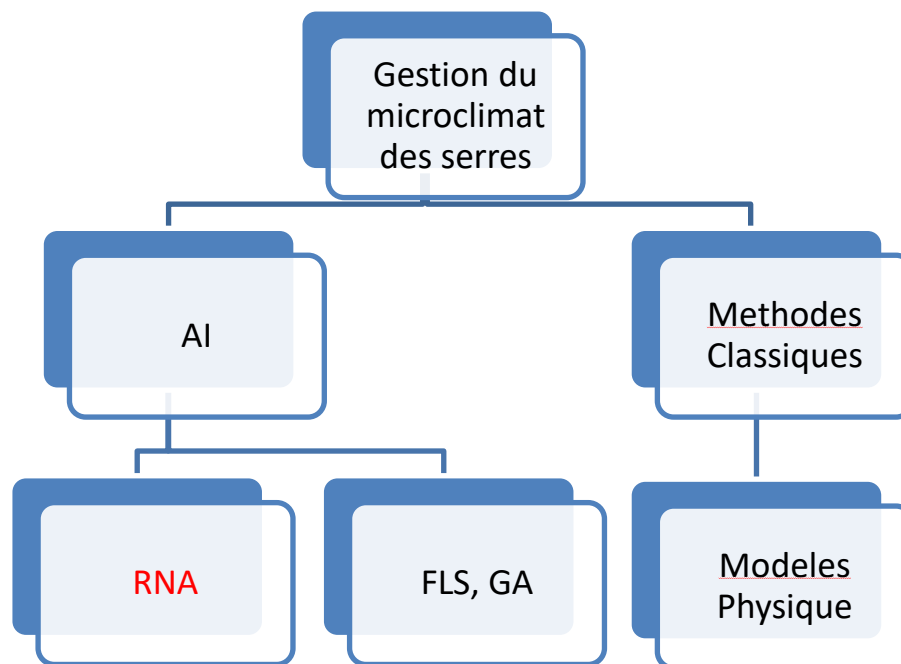 Gestion du
microclimat
des serres
AI
Methodes
Classiques
RNA
FLS, GA
Modeles
Physique